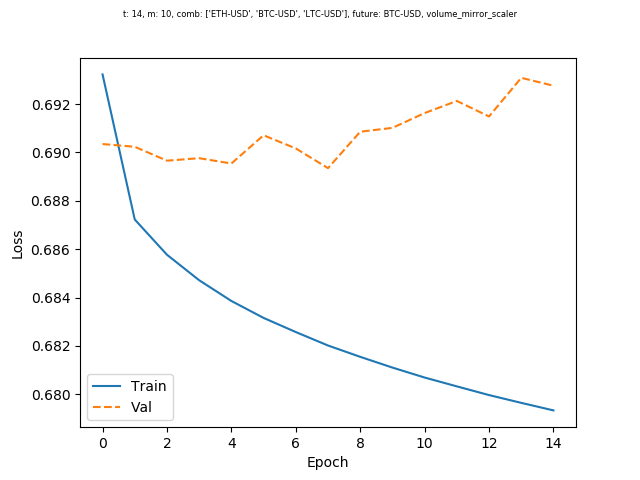 t: 14, m: 10, comb: ['ETH-USD', 'BTC-USD', 'LTC-USD'], future: BTC-USD, volume_mirror_scaler
0.692
0.690
0.688
0.686
0.684
0.682
0.680
Loss
Train
Val
0 2 4 6 8 10 12 14
Epoch